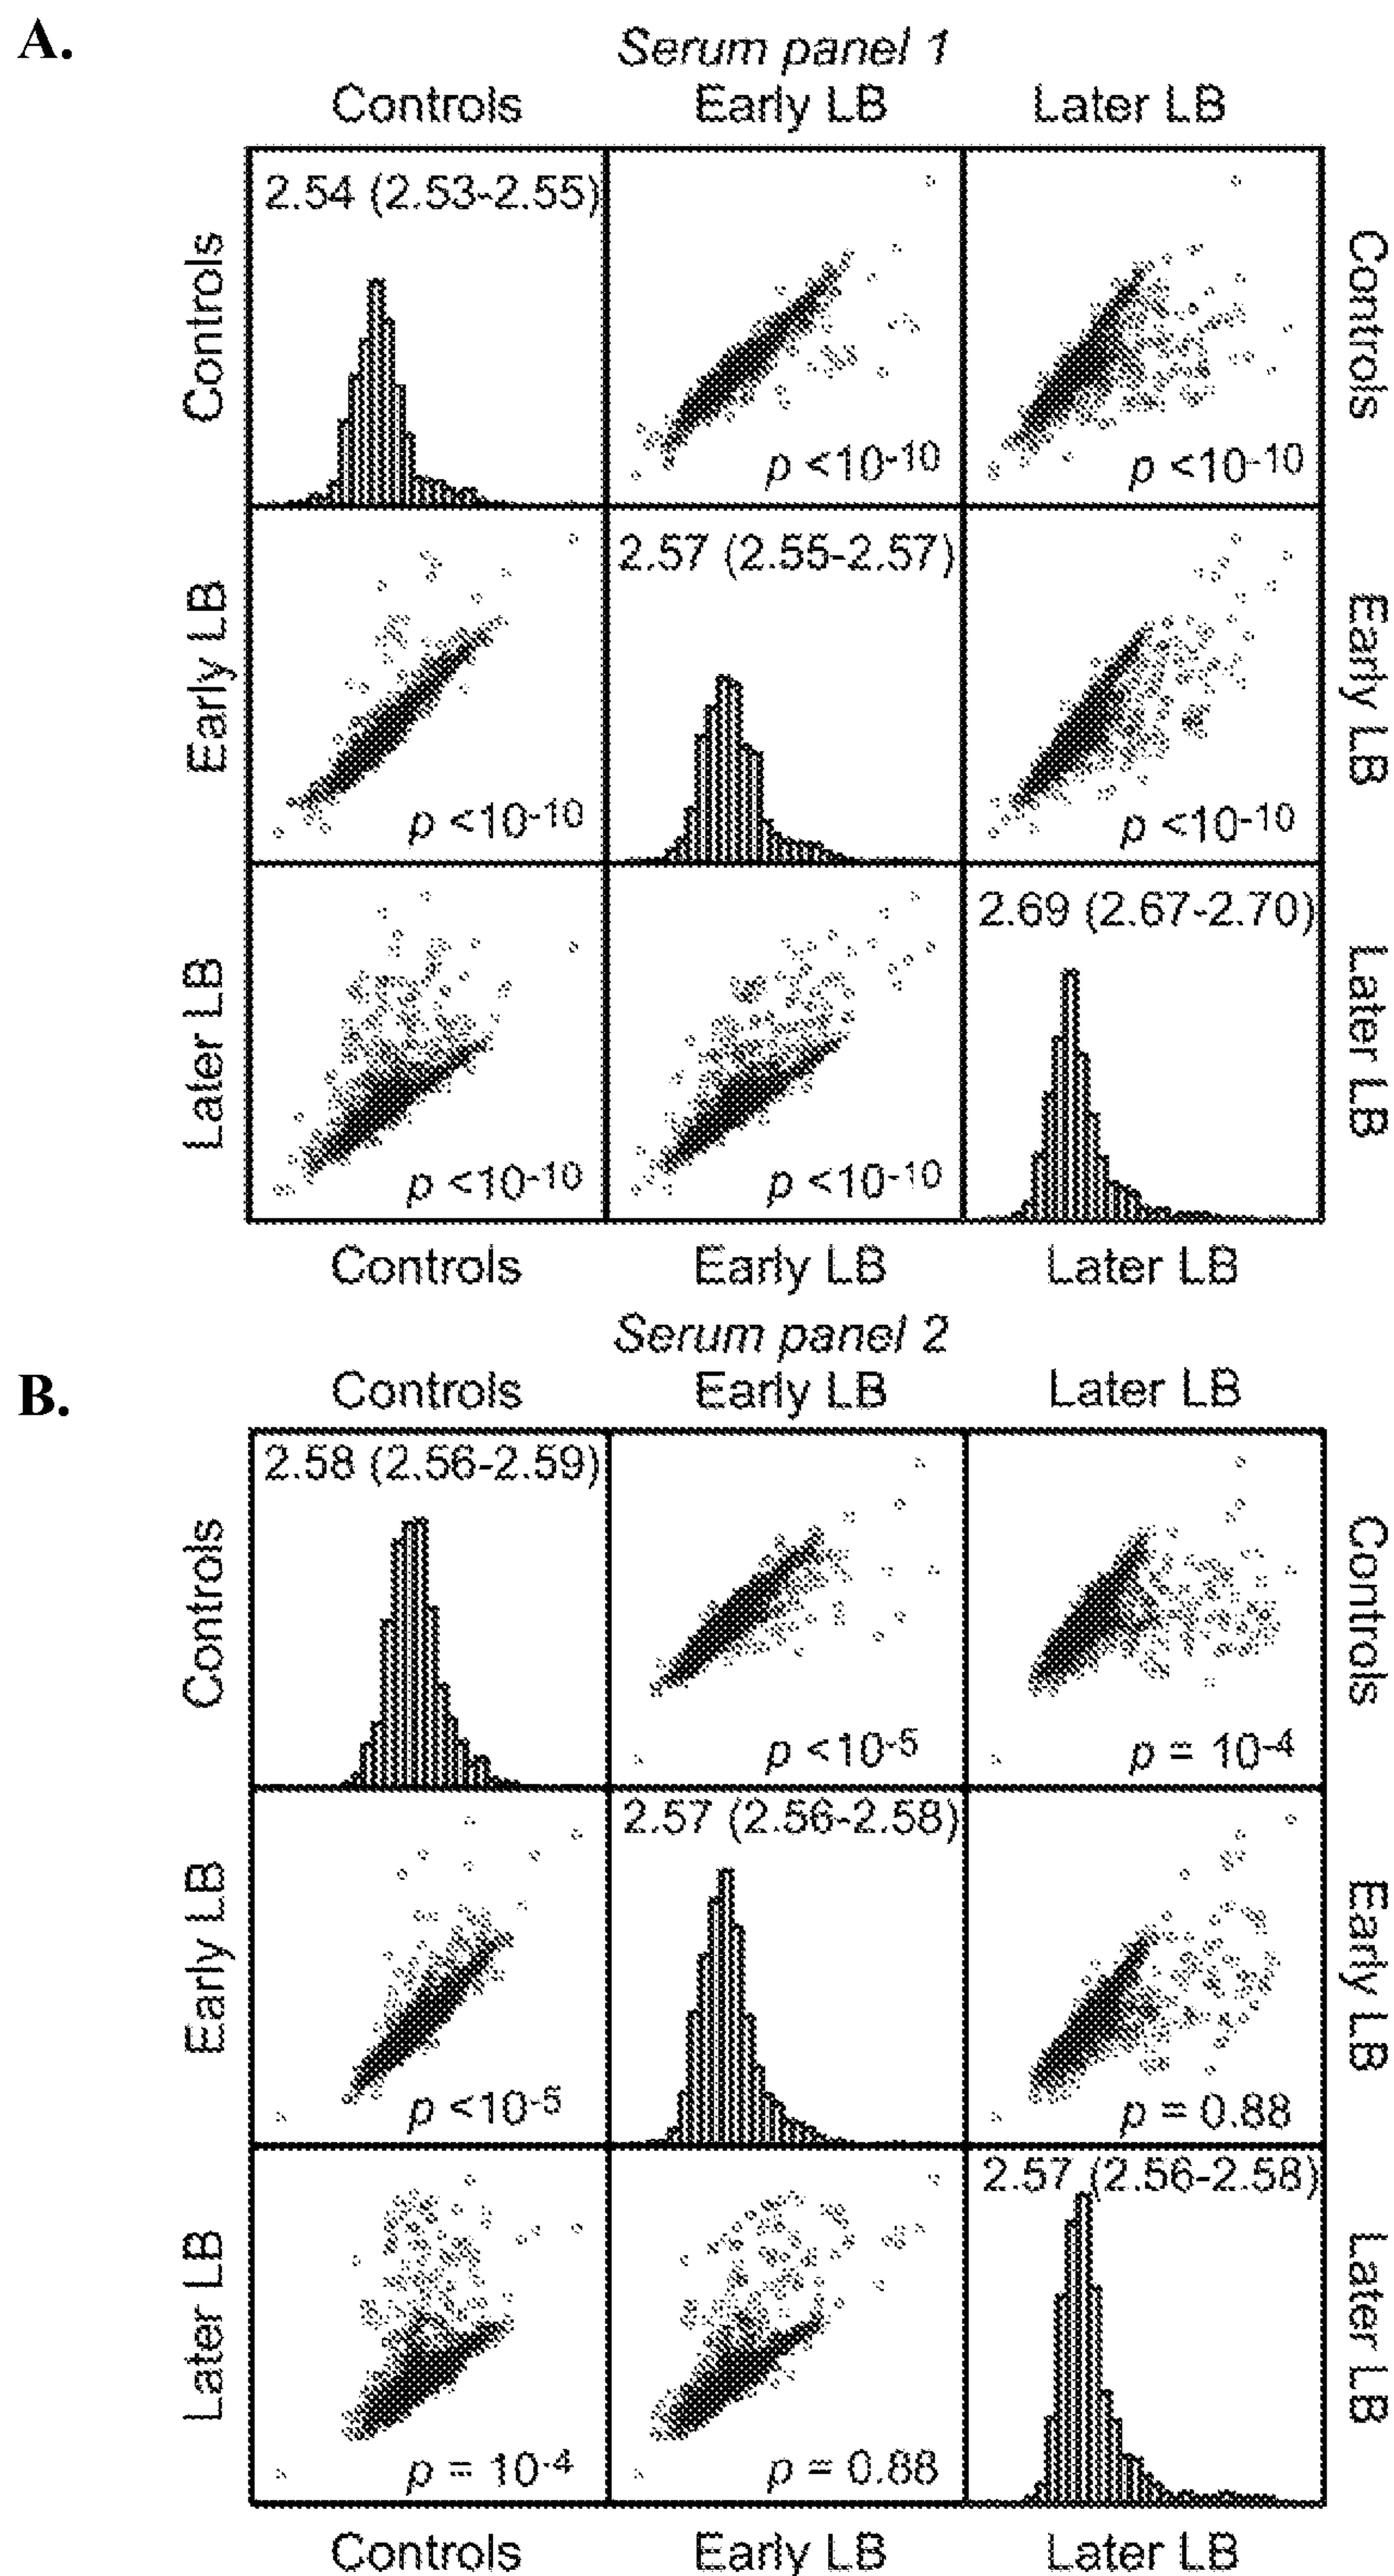 A.
Serum panel 1
Controls Early LB Later LB
2.54 (2.53-2.55)
Controls
Controls
p <10-10
p <10-10
2.57 (2.55-2.57)
Early LB
Early LB
p <10-10
p <10-10
2.69 (2.67-2.70)
Later LB
Later LB
p <10-10
p <10-10
Controls Early LB Later LB
Serum panel 2
B.
Controls Early LB Later LB
2.58 (2.56-2.59)
Controls
Controls
p <10-5
p = 10-4
2.57 (2.56-2.58)
Early LB
Early LB
p <10-5
p = 0.88
2.57 (2.56-2.58)
Later LB
Later LB
p = 10-4
p = 0.88
Controls Early LB Later LB